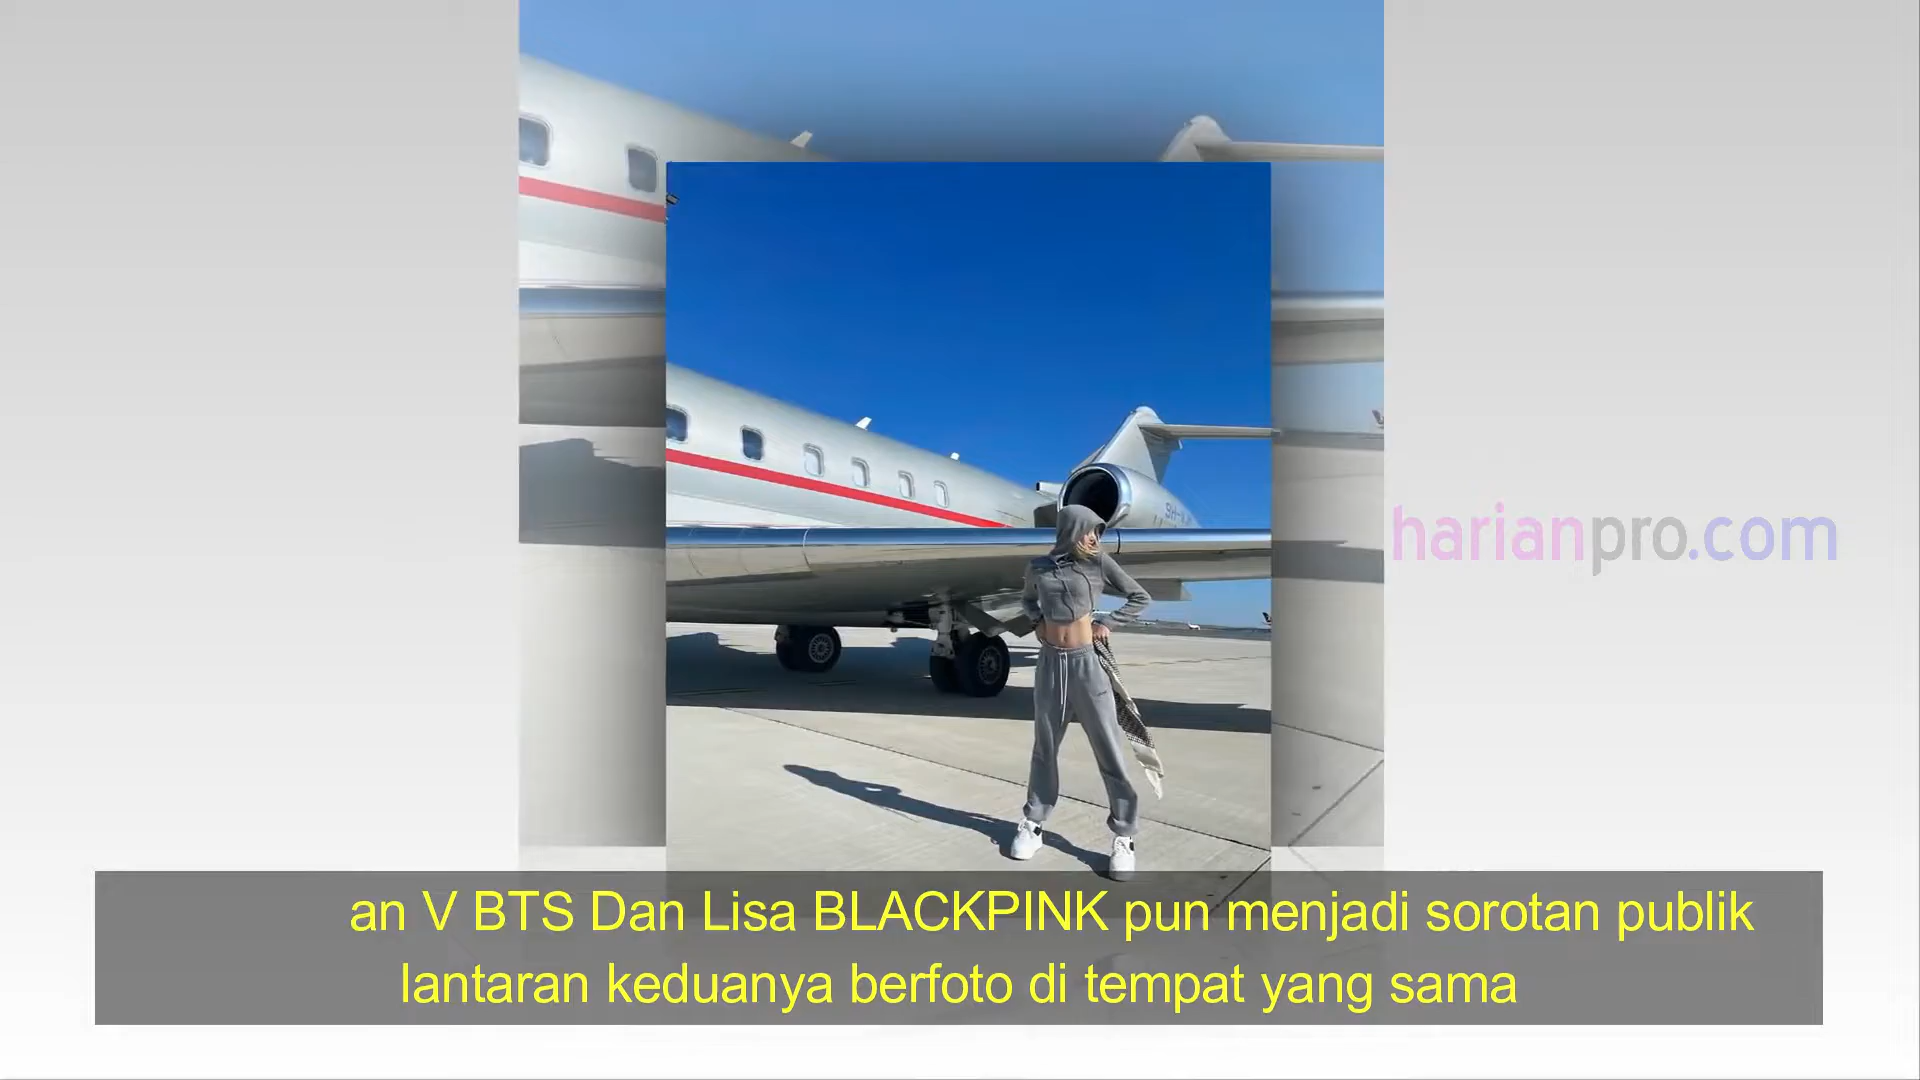 harianpro.com
an V BTS Dan Lisa BLACKPINK pun menjadi sorotan publik
lantaran keduanya berfoto di tempat yang sama